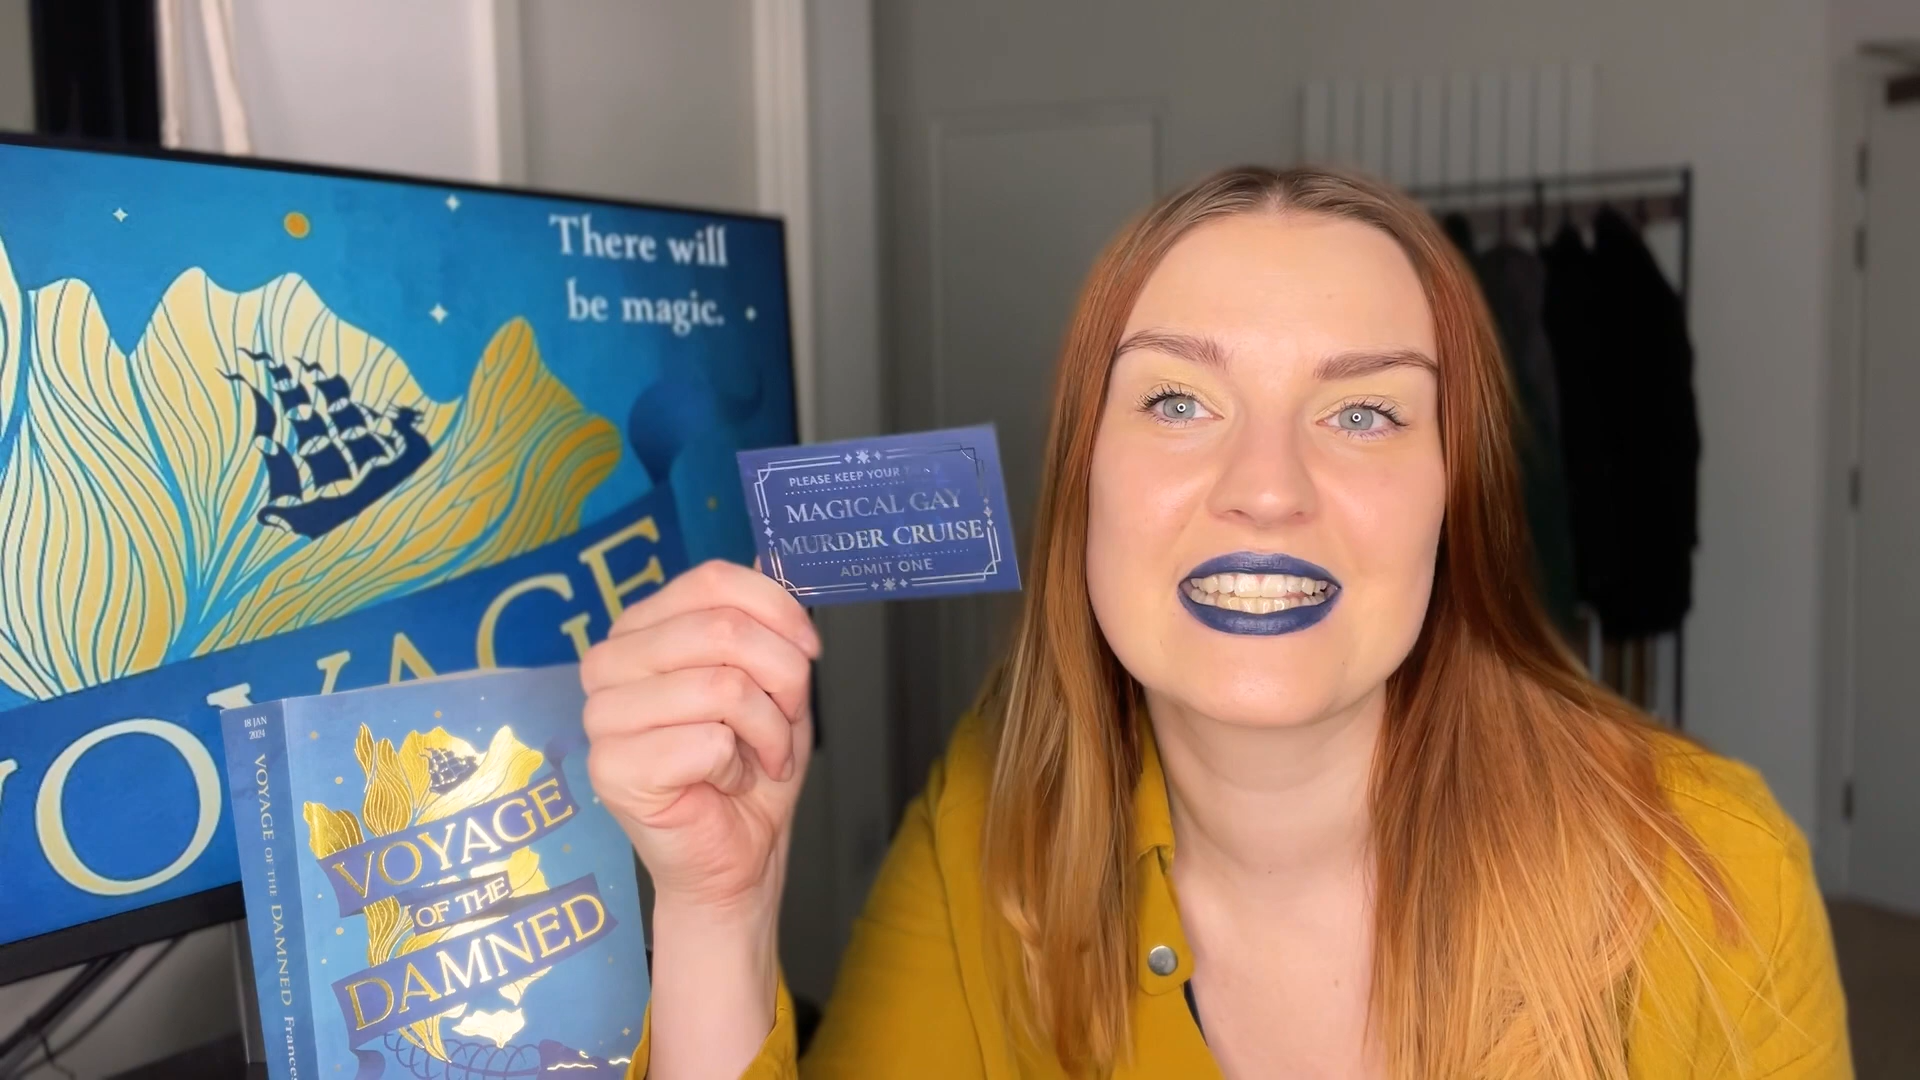 There will
be magic.
VOYAGE
PLEASE KEEP YOUR
MAGICAL GAY
MURDER CRUISE
ADMIT ONE
18 JAN
2024
VOYAGE OF THE DAMNED Frances
VOYAGE
OF THE
DAMNED